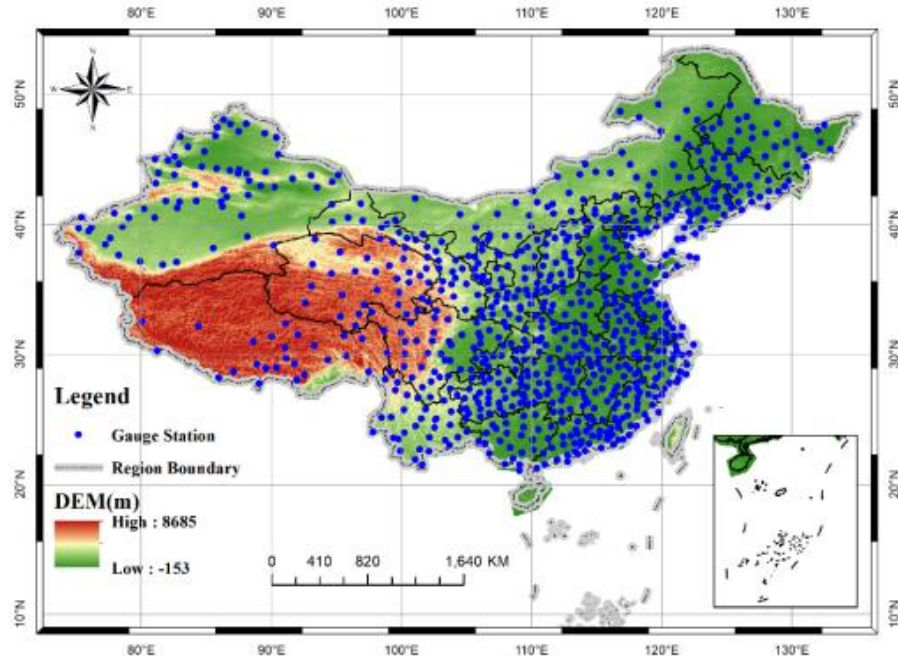 80°E 90°E 100°E 110°E 120°E 130°E
N
W E
S
50°N 50°N
40°N 40°N
30°N 30°N
Legend
Gauge Station
Region Boundary
DEM(m)
High : 8685
Low : -153
20°N 20°N
0 410 820 1,640 KM
10°N 10°N
80°E 90°E 100°E 110°E 120°E 130°E